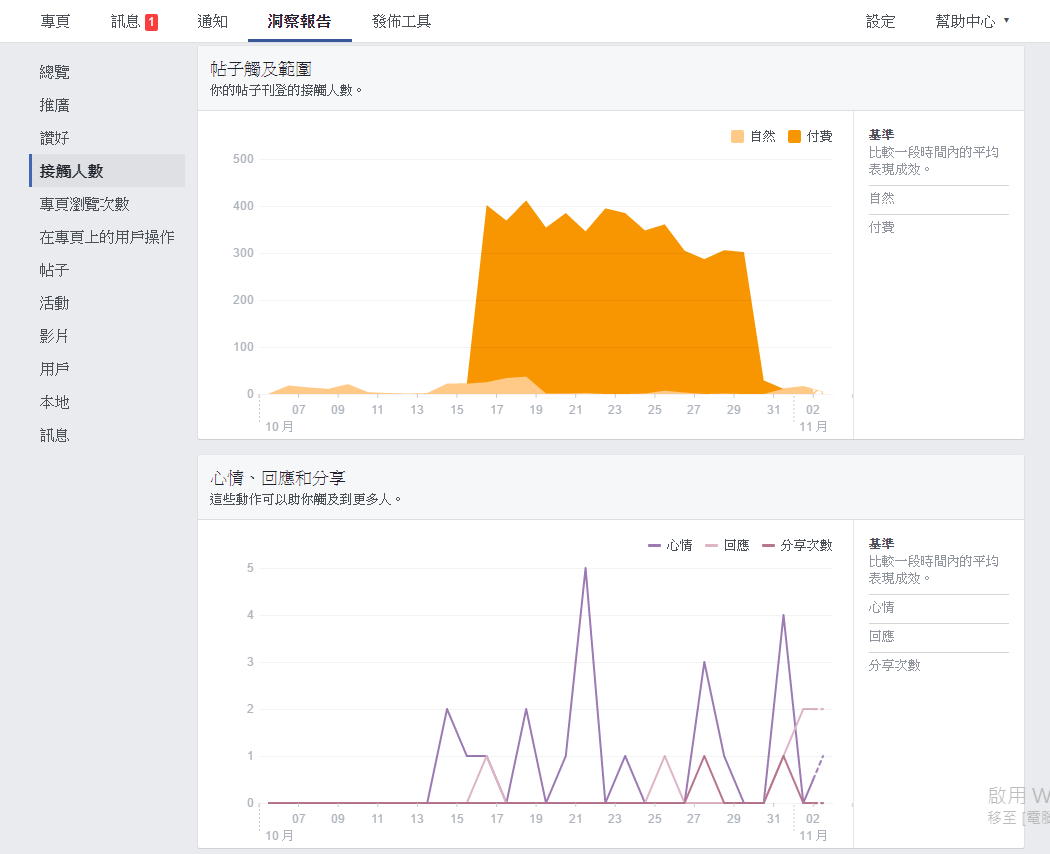 專頁 訊息 1 通知 洞察報告 發佈工具 設定 幫助中心
總覽
推廣
讚好
接觸人數
專頁瀏覽次數
在專頁上的用戶操作
帖子
活動
影片
用戶
本地
訊息
帖子觸及範圍
你的帖子刊登的接觸人數。
自然 付費
500
400
300
200
100
0
07 09 11 13 15 17 19 21 23 25 27 29 31 02
10 月 11 月
基準
比較一段時間內的平均
表現成效。
自然
付費
心情、回應和分享
這些動作可以助你觸及到更多人。
心情 回應 分享次數
5
4
3
2
1
0
07 09 11 13 15 17 19 21 23 25 27 29 31 02
10 月 11 月
基準
比較一段時間內的平均
表現成效。
心情
回應
分享次數
啟用 W
移至 [電腦